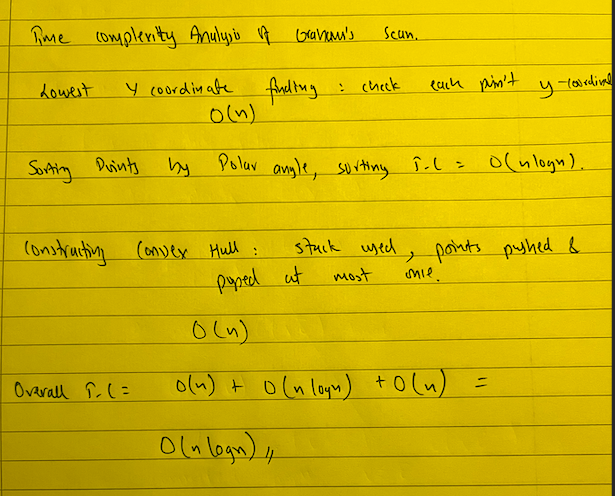 Time complexity Analysis of Graham's Scan.
Lowest Y coordinate finding : check each point y-coordinate
O(n)
Sorting Points by Polar angle, sorting T.C = O(n logn).
Constructing Convex Hull : stack used, points pushed &
poped at most once.
O(n)
Overall T.C = O(n) + O(n logn) + O(n) =
O(n logn) //